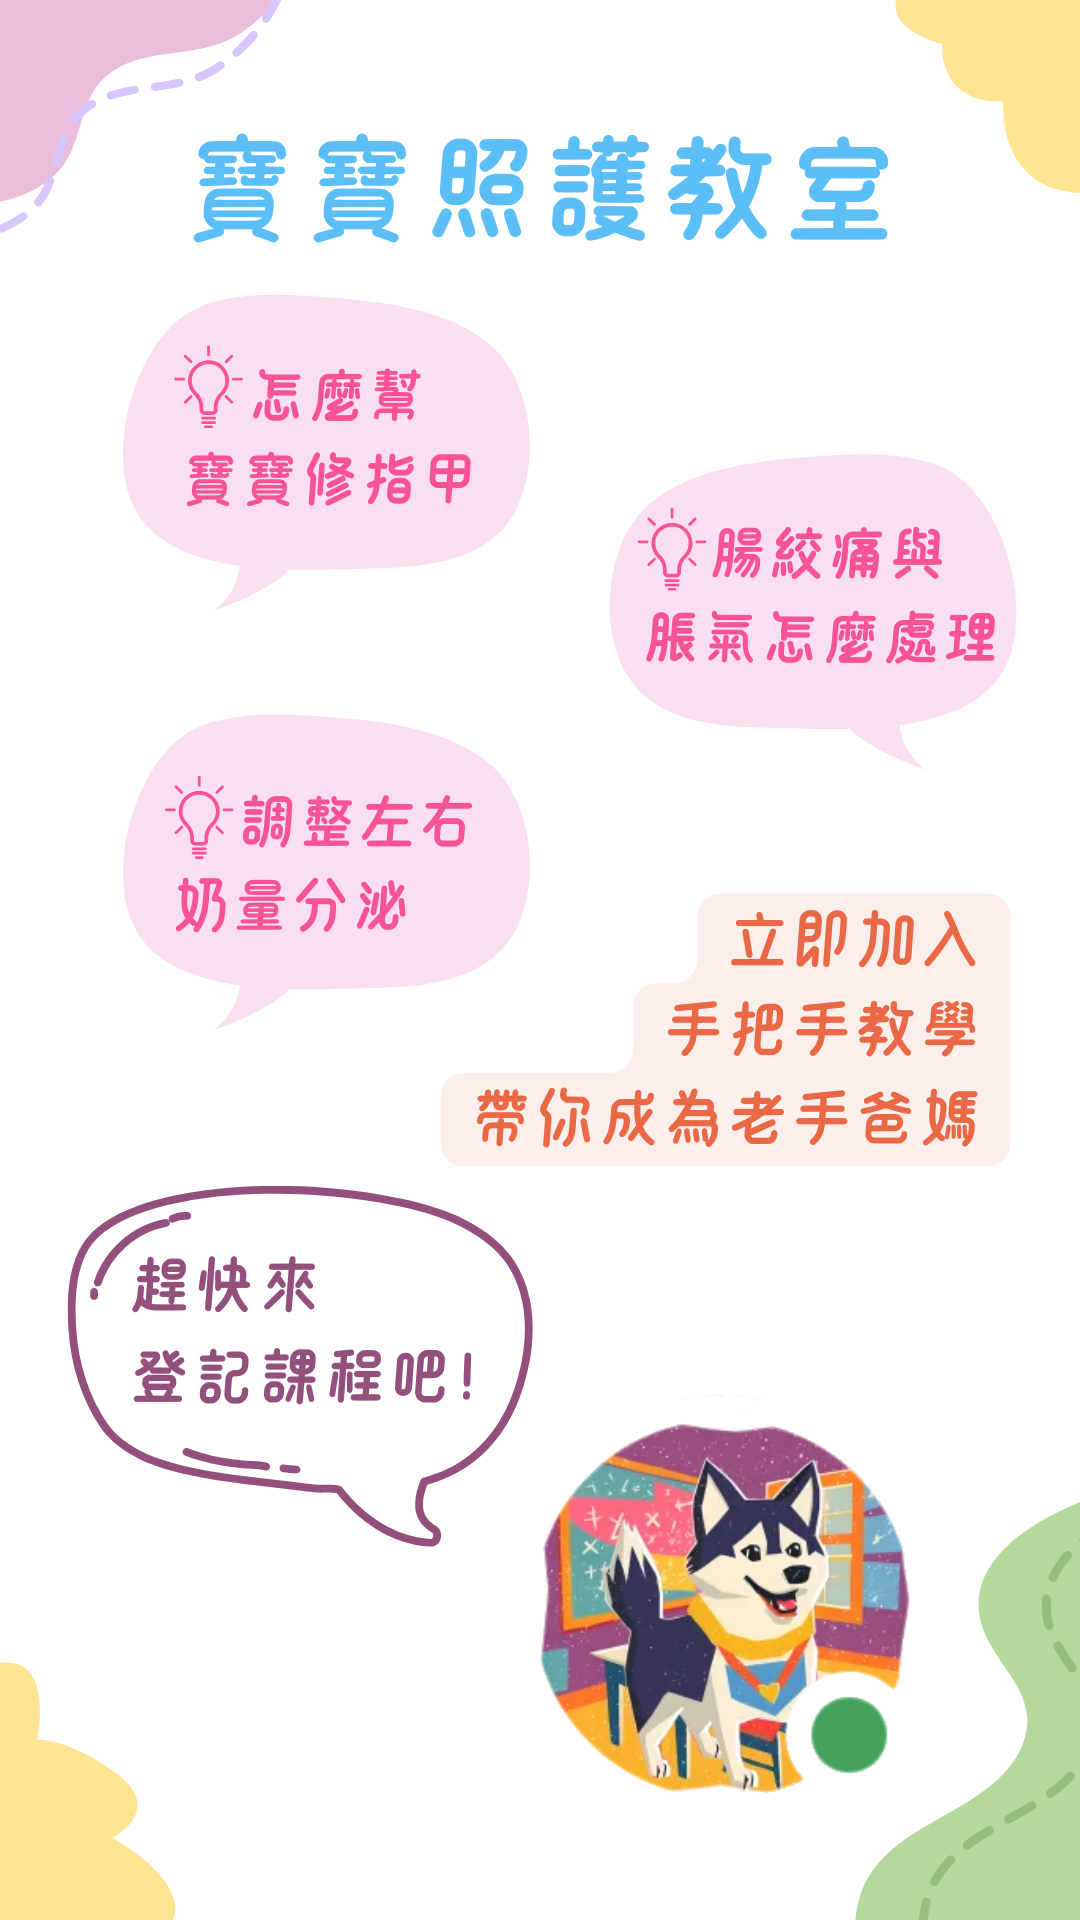 寶寶照護教室
怎麼幫
寶寶修指甲
腸絞痛與
脹氣怎麼處理
調整左右
奶量分泌
立即加入
手把手教學
帶你成為老手爸媽
趕快來
登記課程吧!